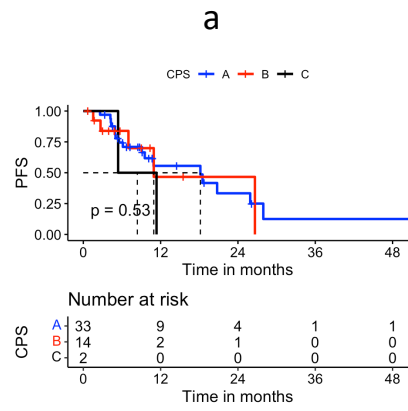 a
CPS A B C
1.00
0.75
0.50
0.25
0.00
PFS
p = 0.53
0 12 24 36 48
Time in months
Number at risk
CPS
A 33 9 4 1 1
B 14 2 1 0 0
C 2 0 0 0 0
0 12 24 36 48
Time in months